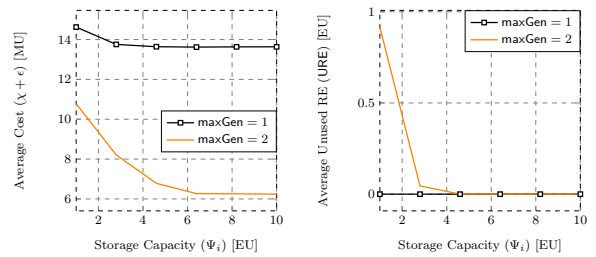 Average Cost (χ + ϵ) [MU]
14
12
10
8
6
maxGen = 1
maxGen = 2
2 4 6 8 10
Storage Capacity (Ψi) [EU]
Average Unused RE (URE) [EU]
1
0.5
0
maxGen = 1
maxGen = 2
2 4 6 8 10
Storage Capacity (Ψi) [EU]